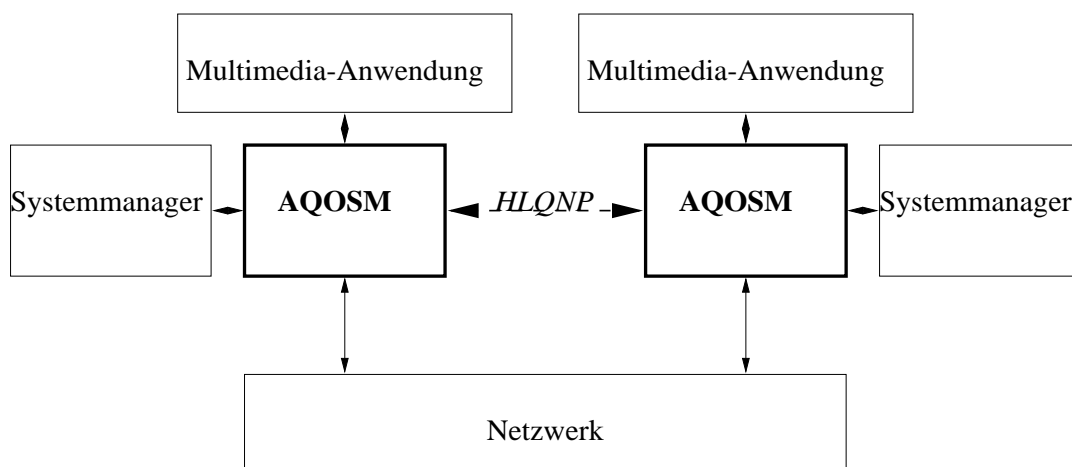 Multimedia-Anwendung
Multimedia-Anwendung
Systemmanager
AQOSM
HLQNP
AQOSM
Systemmanager
Netzwerk